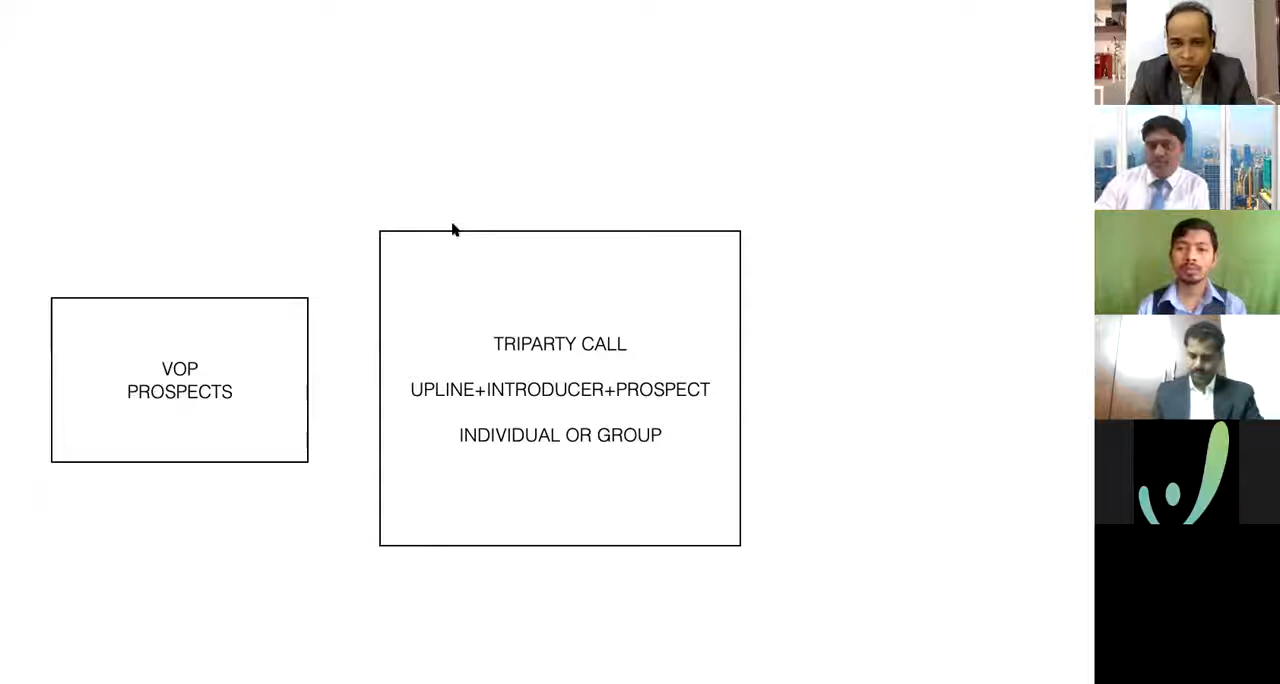 VOP
PROSPECTS
TRIPARTY CALL
UPLINE+INTRODUCER+PROSPECT
INDIVIDUAL OR GROUP